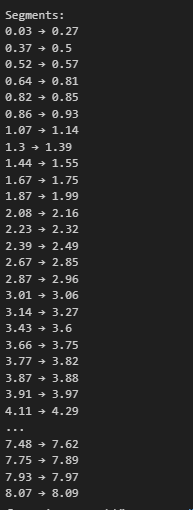 Segments:
0.03 → 0.27
0.37 → 0.5
0.52 → 0.57
0.64 → 0.81
0.82 → 0.85
0.86 → 0.93
1.07 → 1.14
1.3 → 1.39
1.44 → 1.55
1.67 → 1.75
1.87 → 1.99
2.08 → 2.16
2.23 → 2.32
2.39 → 2.49
2.67 → 2.85
2.87 → 2.96
3.01 → 3.06
3.14 → 3.27
3.43 → 3.6
3.66 → 3.75
3.77 → 3.82
3.87 → 3.88
3.91 → 3.97
4.11 → 4.29
...
7.48 → 7.62
7.75 → 7.89
7.93 → 7.97
8.07 → 8.09